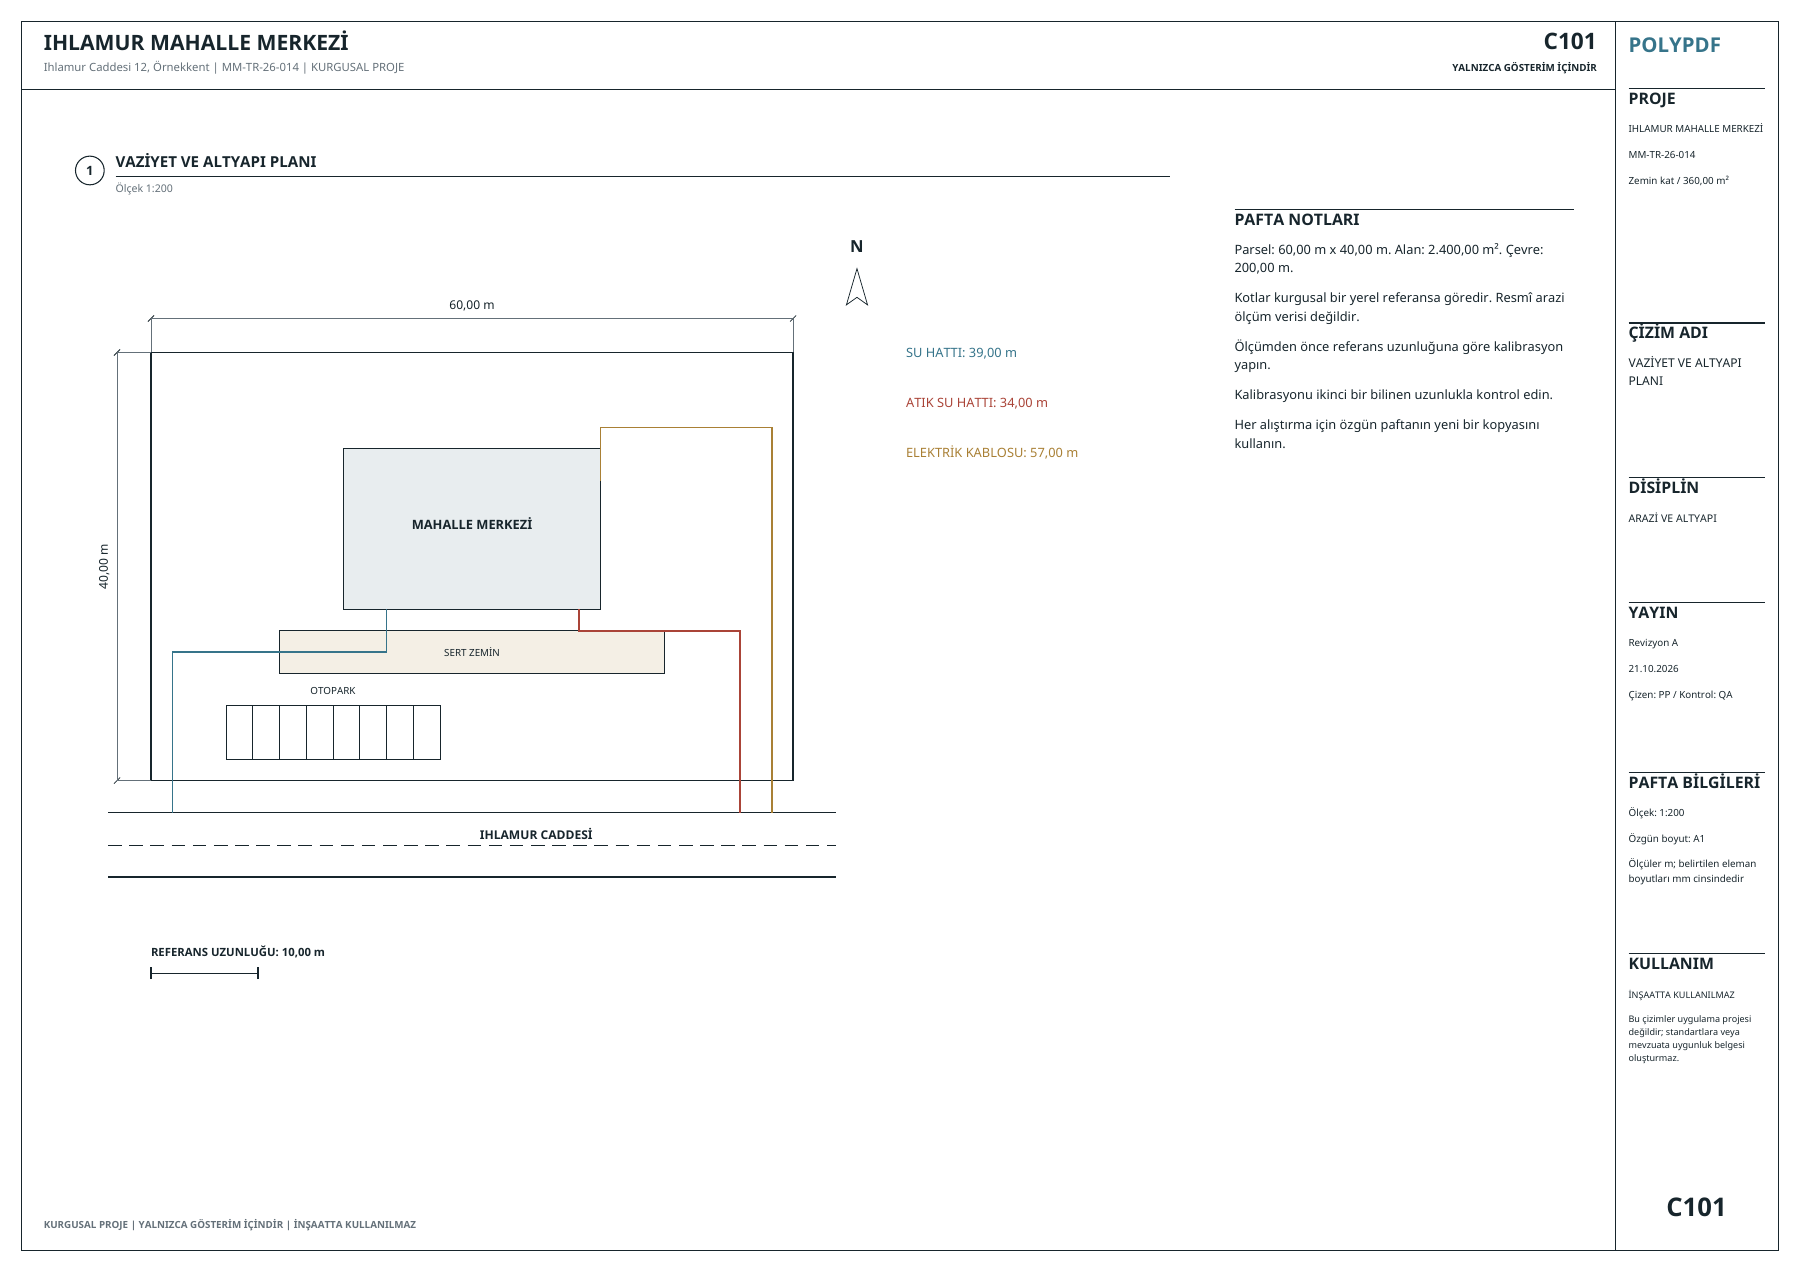 IHLAMUR MAHALLE MERKEZİ
Ihlamur Caddesi 12, Örnekkent | MM-TR-26-014 | KURGUSAL PROJE
C101
YALNIZCA GÖSTERİM İÇİNDİR
1
VAZİYET VE ALTYAPI PLANI
Ölçek 1:200
N
60,00 m
40,00 m
SU HATTI: 39,00 m
ATIK SU HATTI: 34,00 m
ELEKTRİK KABLOSU: 57,00 m
MAHALLE MERKEZİ
SERT ZEMİN
OTOPARK
IHLAMUR CADDESİ
REFERANS UZUNLUĞU: 10,00 m
PAFTA NOTLARI
Parsel: 60,00 m x 40,00 m. Alan: 2.400,00 m². Çevre:
200,00 m.
Kotlar kurgusal bir yerel referansa göredir. Resmî arazi
ölçüm verisi değildir.
Ölçümden önce referans uzunluğuna göre kalibrasyon
yapın.
Kalibrasyonu ikinci bir bilinen uzunlukla kontrol edin.
Her alıştırma için özgün paftanın yeni bir kopyasını
kullanın.
POLYPDF
PROJE
IHLAMUR MAHALLE MERKEZİ
MM-TR-26-014
Zemin kat / 360,00 m²
ÇİZİM ADI
VAZİYET VE ALTYAPI
PLANI
DİSİPLİN
ARAZİ VE ALTYAPI
YAYIN
Revizyon A
21.10.2026
Çizen: PP / Kontrol: QA
PAFTA BİLGİLERİ
Ölçek: 1:200
Özgün boyut: A1
Ölçüler m; belirtilen eleman
boyutları mm cinsindedir
KULLANIM
İNŞAATTA KULLANILMAZ
Bu çizimler uygulama projesi
değildir; standartlara veya
mevzuata uygunluk belgesi
oluşturmaz.
C101
KURGUSAL PROJE | YALNIZCA GÖSTERİM İÇİNDİR | İNŞAATTA KULLANILMAZ